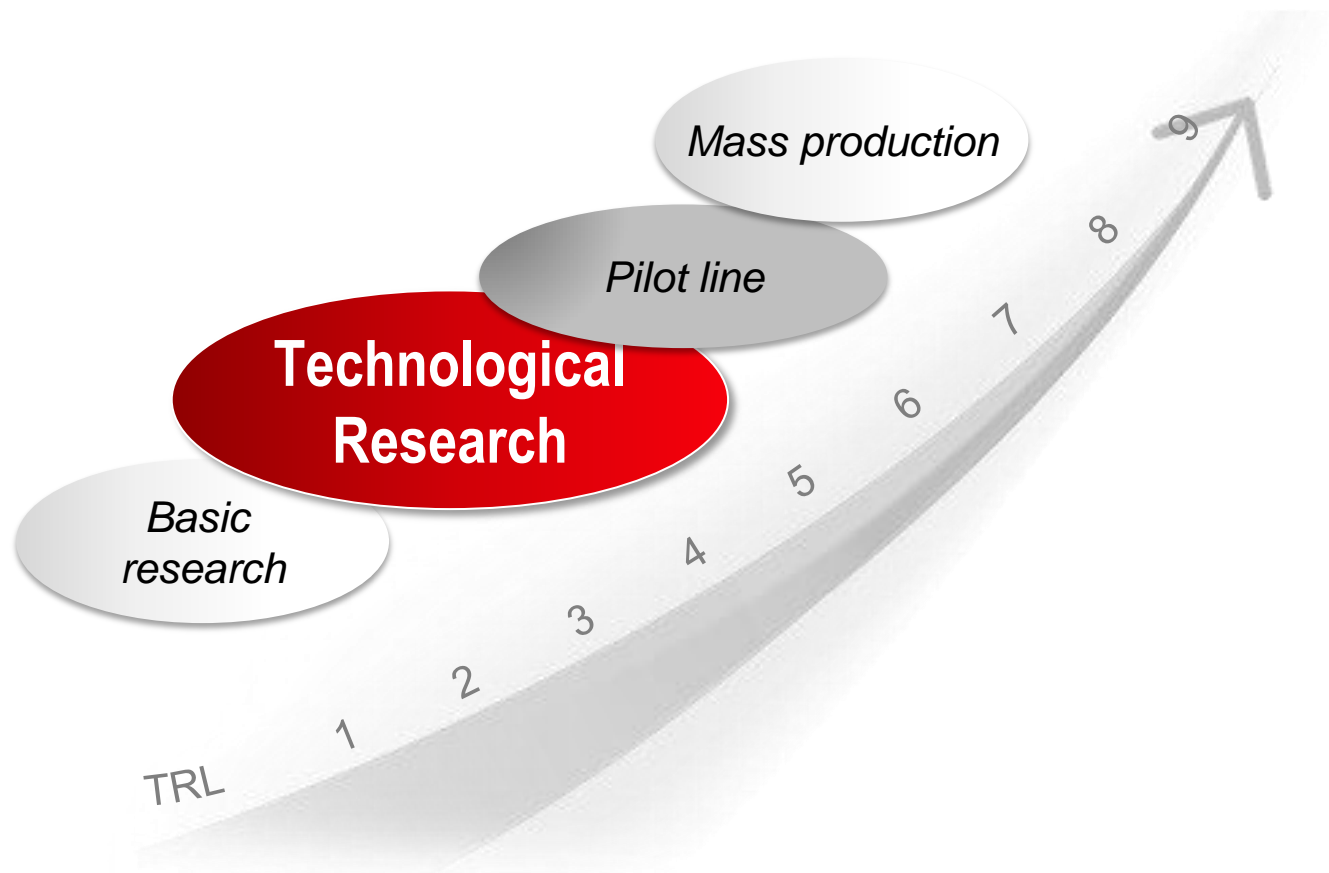 Mass production
Pilot line
Technological
Research
Basic
research
TRL
1
2
3
4
5
6
7
8
9